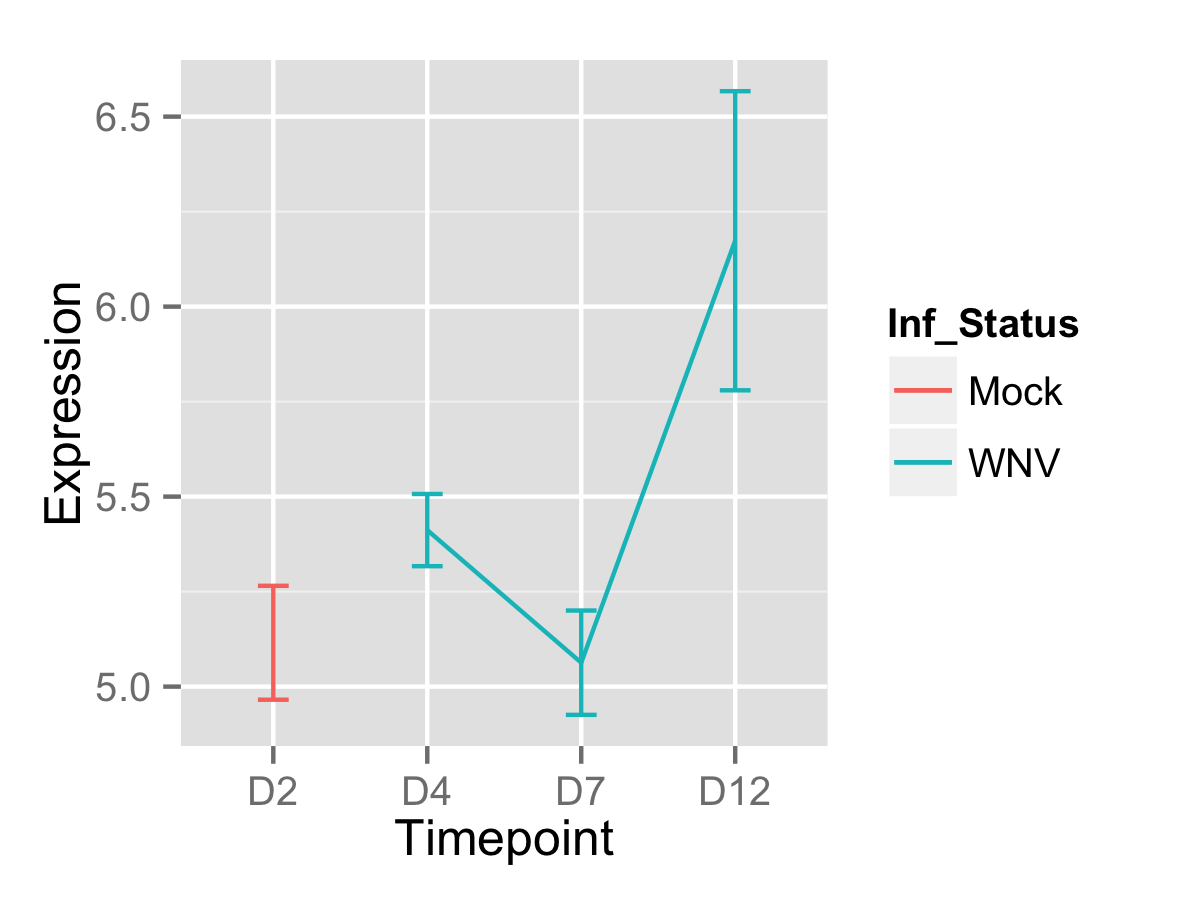 6.5
6.0
5.5
5.0
Expression
D2 D4 D7 D12
Timepoint
Inf_Status
Mock
WNV